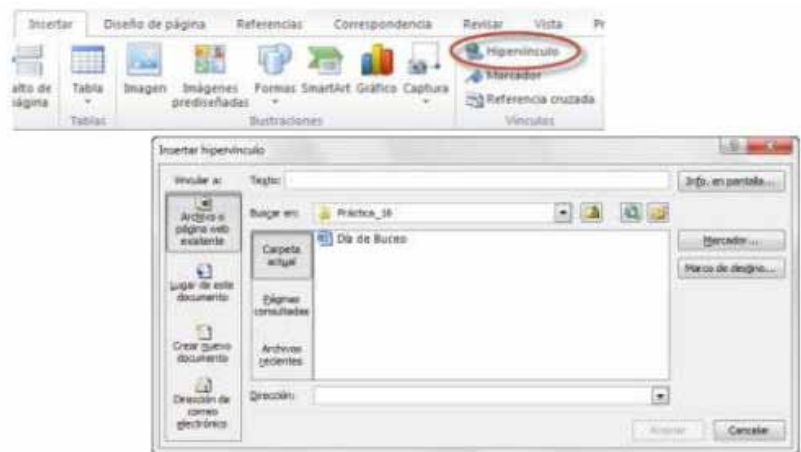 Insertar Diseño de página Referencias Correspondencia Revisar Vista Pr
Hipervínculo
Marcador
Referencia cruzada
alto de página
Tabla
Imagen
Imágenes prediseñadas
Formas SmartArt Gráfico Captura
Tablas Ilustraciones Vínculos
Insertar hipervínculo
Vincular a: Texto: Info. en pantalla...
Archivo o página web existente
Buscar en: Práctica_16
Carpeta actual
Día de Buceo
Marcador...
Marco de destino...
Lugar de este documento
Páginas consultadas
Crear nuevo documento
Archivos recientes
Dirección de correo electrónico
Dirección:
Aceptar Cancelar